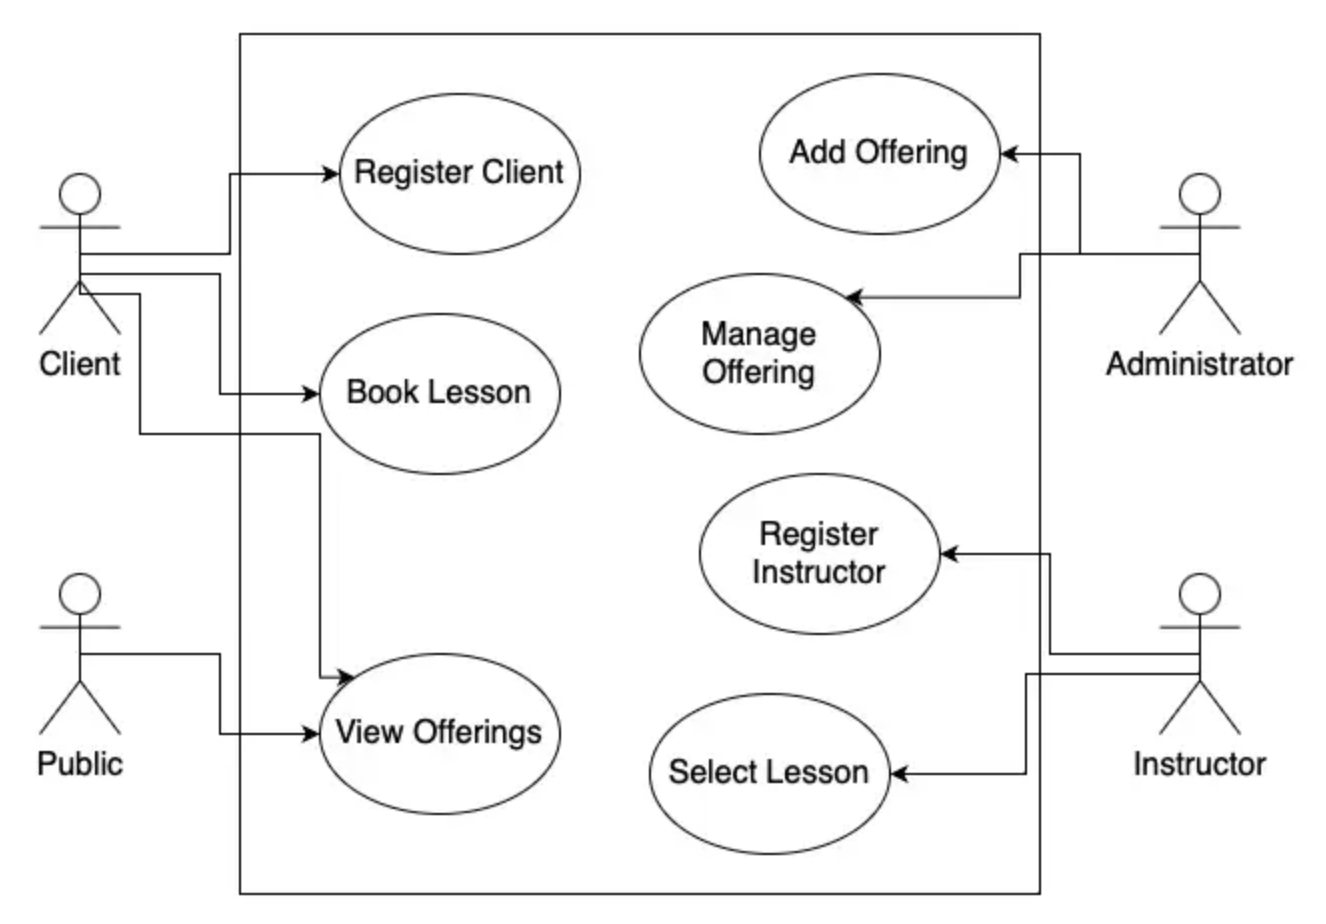 Register Client
Add Offering
Client
Book Lesson
Manage
Offering
Administrator
Register
Instructor
Public
View Offerings
Select Lesson
Instructor